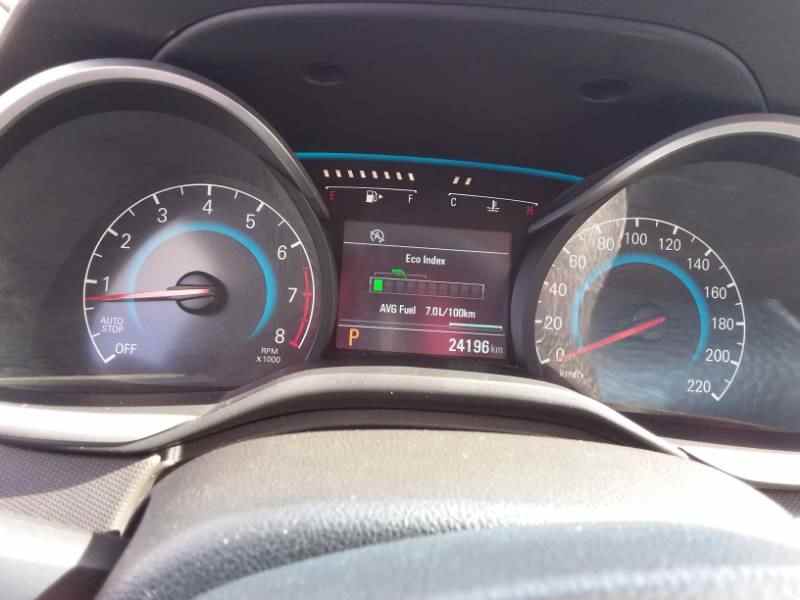 1 2 3 4 5 6 7 8
AUTO
STOP
OFF
RPM
x1000
E F
C H
Eco Index
AVG Fuel 7.0L/100km
P 24196 km
0 20 40 60 80 100 120 140 160 180 200 220
km/h